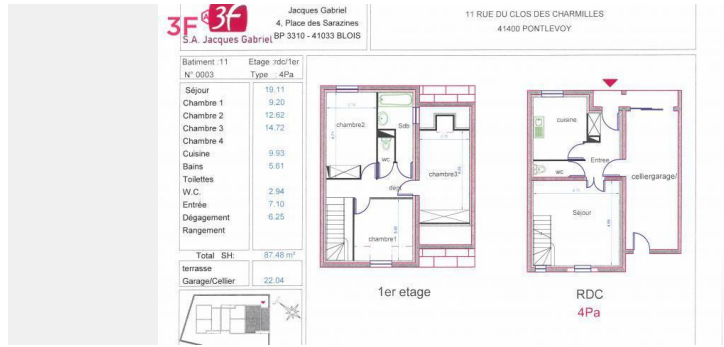 3F
A
3F
S.A. Jacques Gabriel
Jacques Gabriel
4, Place des Sarazines
BP 3310 - 41033 BLOIS
11 RUE DU CLOS DES CHARMILLES
41400 PONTLEVOY
Batiment :11 Etage :rdc/1er
N° 0003 Type : 4Pa
Séjour 19.11
Chambre 1 9.20
Chambre 2 12.62
Chambre 3 14.72
Chambre 4
Cuisine 9.93
Bains 5.61
Toilettes
W.C. 2.94
Entrée 7.10
Dégagement 6.25
Rangement
Total SH: 87.48 m²
terrasse
Garage/Cellier 22.04
chambre2
Sdb
wc
dégt
chambre3
chambre1
1er etage
cuisine
Entree
wc
celliergarage/
Sejour
RDC
4Pa